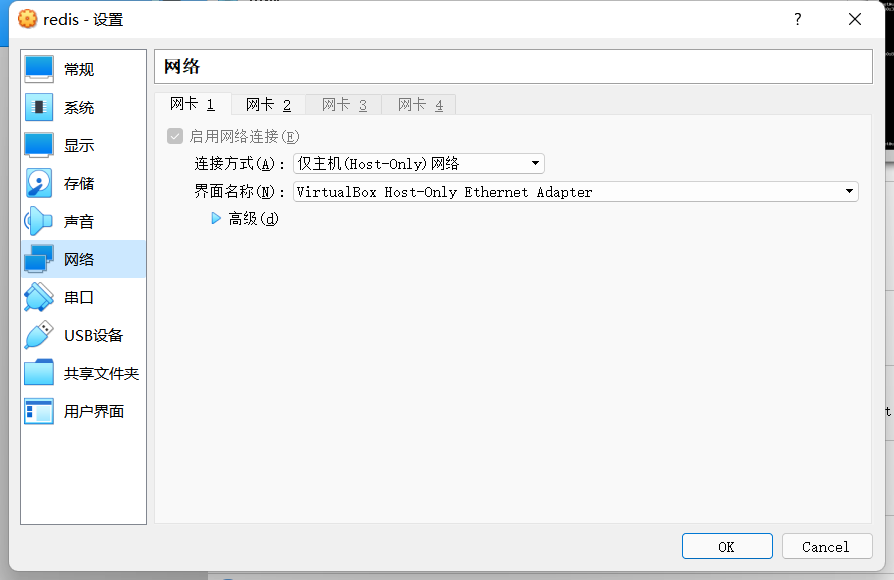 redis - 设置
?
常规
系统
显示
存储
声音
网络
串口
USB设备
共享文件夹
用户界面
网络
网卡 1 网卡 2 网卡 3 网卡 4
启用网络连接(E)
连接方式(A): 仅主机(Host-Only)网络
界面名称(N): VirtualBox Host-Only Ethernet Adapter
高级(d)
OK Cancel